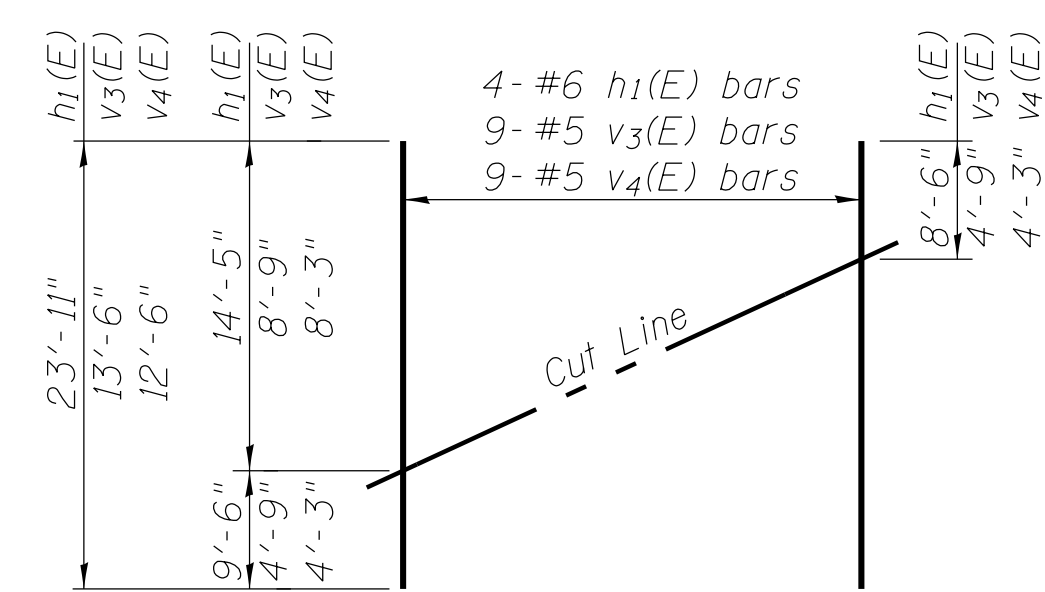 h1(E)
v3(E)
v4(E)
h1(E)
v3(E)
v4(E)
4-#6 h1(E) bars
9-#5 v3(E) bars
9-#5 v4(E) bars
h1(E)
v3(E)
v4(E)
8'-6"
4'-9"
4'-3"
23'-11"
13'-6"
12'-6"
14'-5"
8'-9"
8'-3"
Cut Line
9'-6"
4'-9"
4'-3"